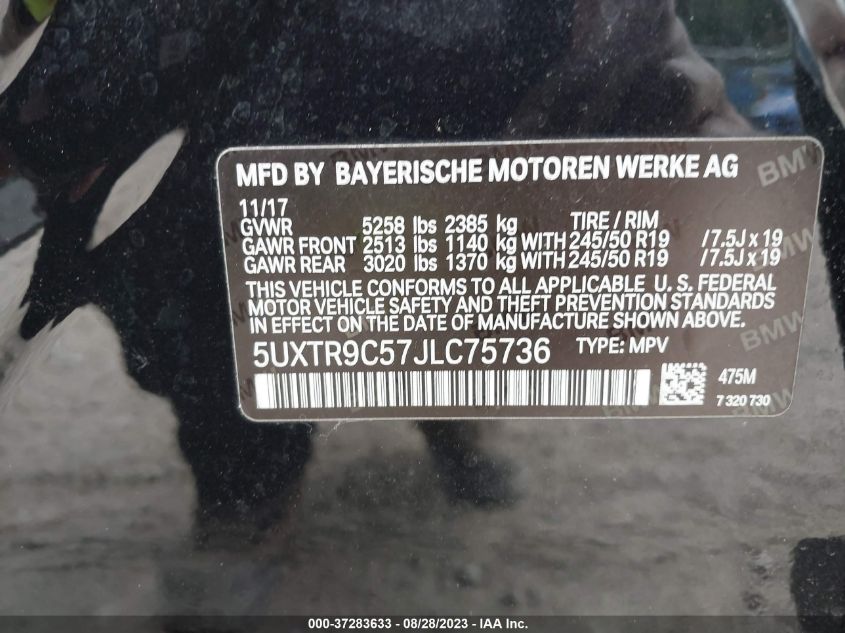 MFD BY BAYERISCHE MOTOREN WERKE AG
11/17
GVWR 5258 lbs 2385 kg TIRE / RIM
GAWR FRONT 2513 lbs 1140 kg WITH 245/50 R19 / 7.5J x 19
GAWR REAR 3020 lbs 1370 kg WITH 245/50 R19 / 7.5J x 19
THIS VEHICLE CONFORMS TO ALL APPLICABLE U. S. FEDERAL
MOTOR VEHICLE SAFETY AND THEFT PREVENTION STANDARDS
IN EFFECT ON THE DATE OF MANUFACTURE SHOWN ABOVE.
5UXTR9C57JLC75736 TYPE: MPV
475M
7 320 730
BMW
BMW
BMW
000-37283633 / 08/28/2023 / IAA, Inc.